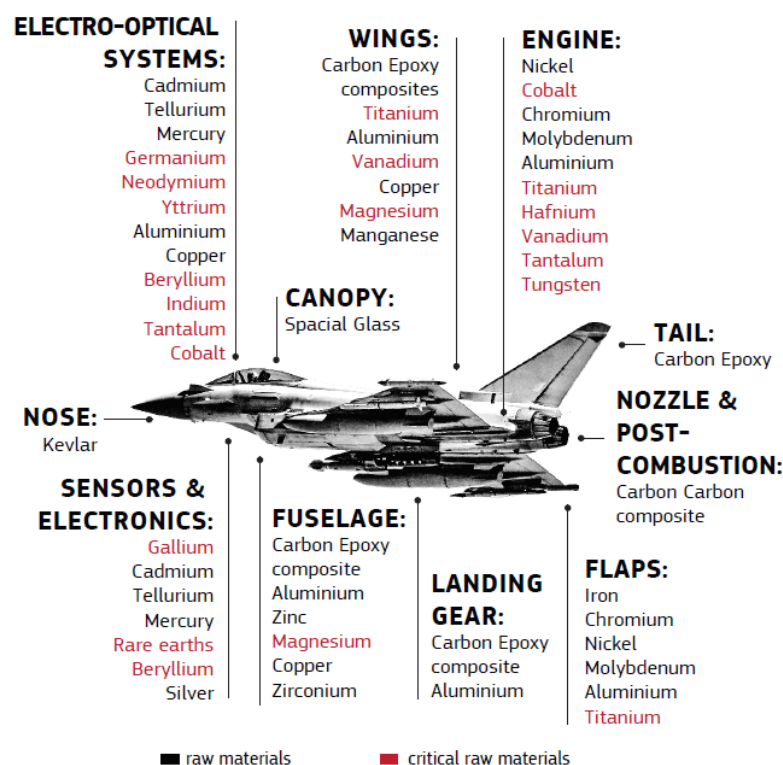 ELECTRO-OPTICAL
SYSTEMS:
Cadmium
Tellurium
Mercury
Germanium
Neodymium
Yttrium
Aluminium
Copper
Beryllium
Indium
Tantalum
Cobalt
WINGS:
Carbon Epoxy
composites
Titanium
Aluminium
Vanadium
Copper
Magnesium
Manganese
ENGINE:
Nickel
Cobalt
Chromium
Molybdenum
Aluminium
Titanium
Hafnium
Vanadium
Tantalum
Tungsten
CANOPY:
Spacial Glass
TAIL:
Carbon Epoxy
NOSE:
Kevlar
NOZZLE &
POST-
COMBUSTION:
Carbon Carbon
composite
SENSORS &
ELECTRONICS:
Gallium
Cadmium
Tellurium
Mercury
Rare earths
Beryllium
Silver
FUSELAGE:
Carbon Epoxy
composite
Aluminium
Zinc
Magnesium
Copper
Zirconium
LANDING
GEAR:
Carbon Epoxy
composite
Aluminium
FLAPS:
Iron
Chromium
Nickel
Molybdenum
Aluminium
Titanium
raw materials
critical raw materials